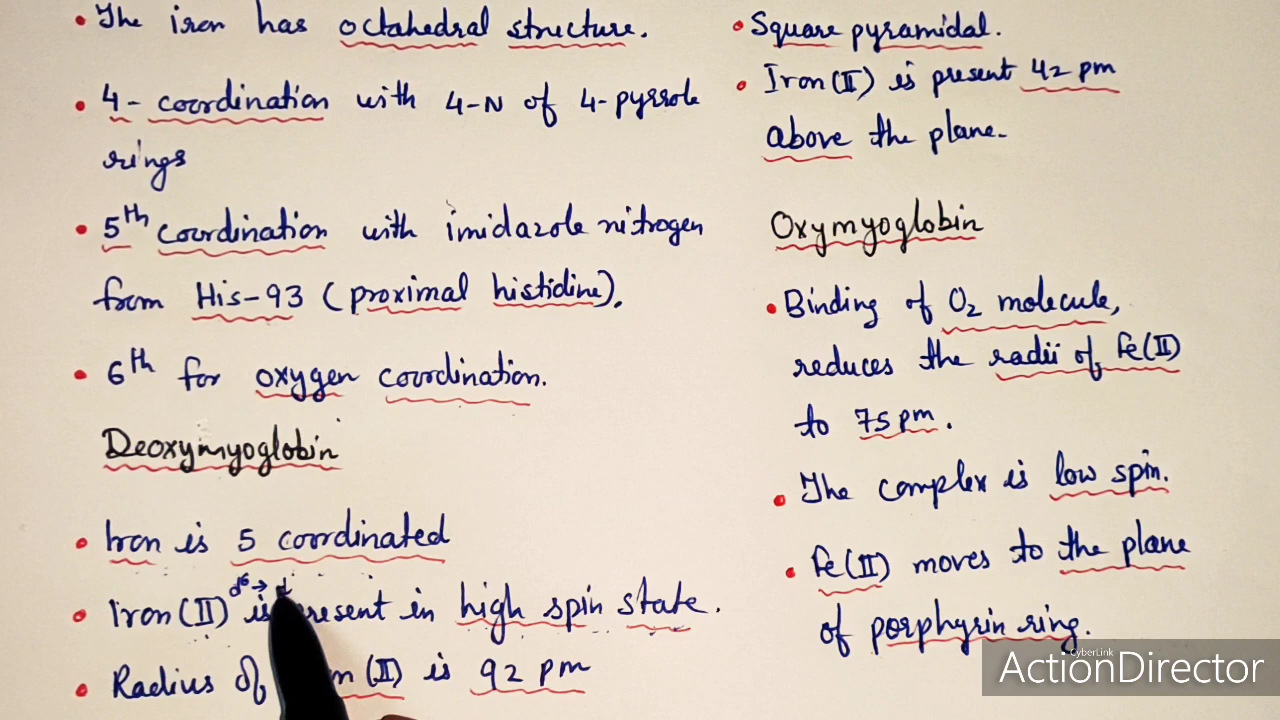 • The iron has octahedral structure.
• 4- coordination with 4-N of 4-pyrrole
rings
• 5th coordination with imidazole nitrogen
from His-93 (proximal histidine).
• 6th for oxygen coordination.
Deoxymyoglobin
• Iron is 5 coordinated
d6 →
• Iron (II) is present in high spin state.
• Radius of (II) is 92 pm
• Square pyramidal.
• Iron (II) is present 42 pm
above the plane.
Oxymyoglobin
• Binding of O2 molecule,
reduces the radii of Fe(II)
to 75 pm.
• The complex is low spin.
• Fe(II) moves to the plane
of porphyrin ring.
CyberLink
ActionDirector